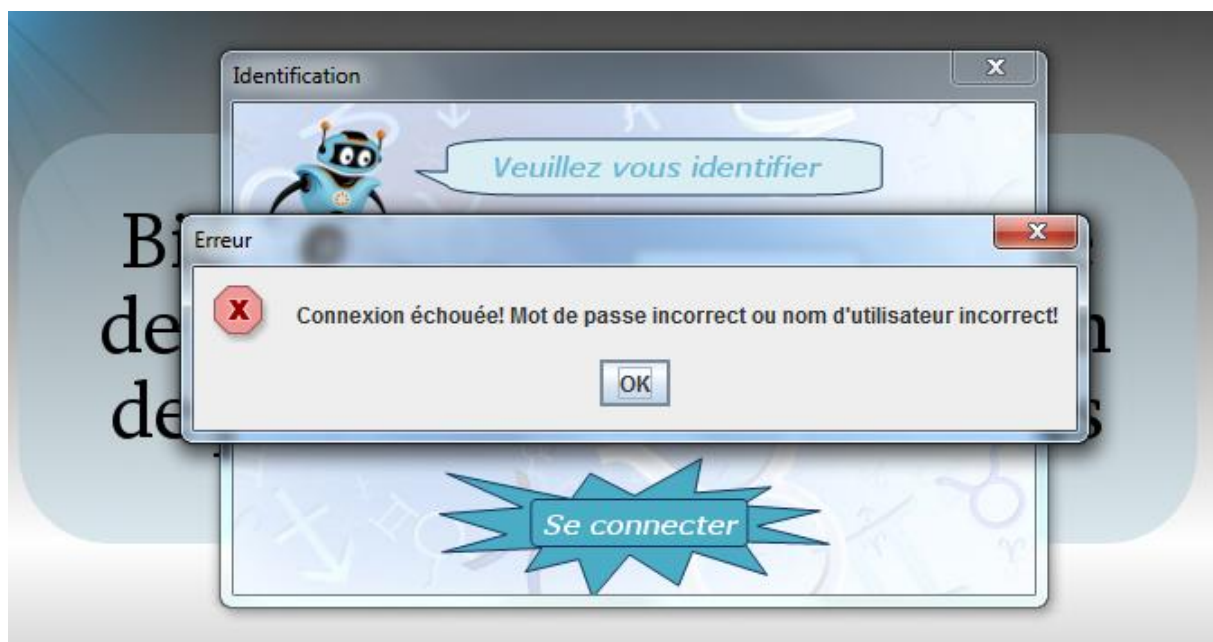 Identification
X
Veuillez vous identifier
Erreur
X
X
Connexion échouée! Mot de passe incorrect ou nom d'utilisateur incorrect!
OK
Se connecter